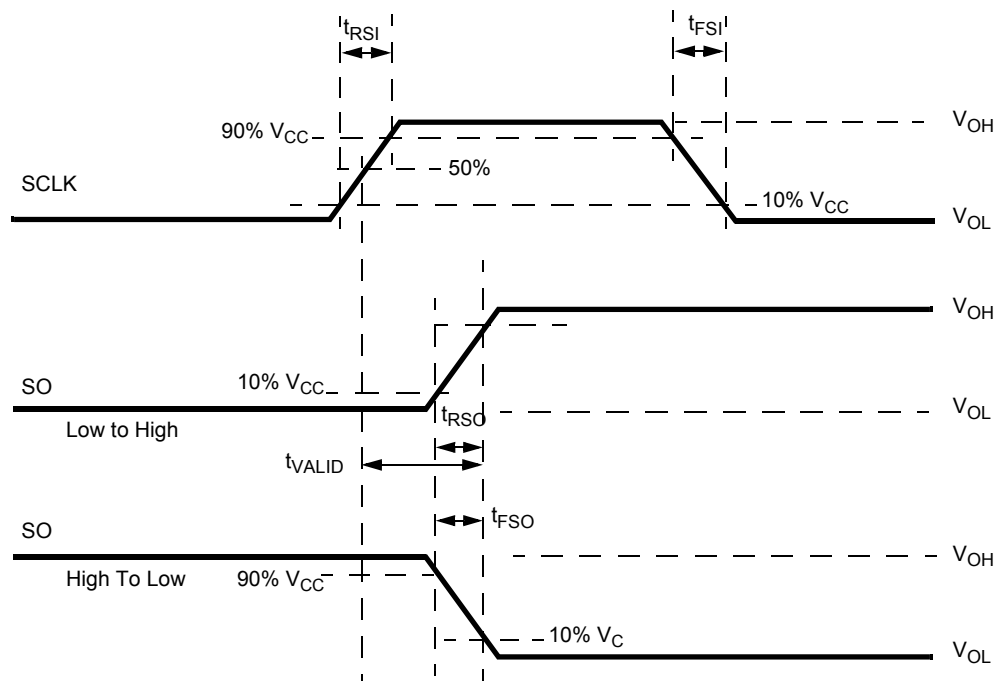 tRSI
tFSI
90% VCC
VOH
50%
SCLK
10% VCC
VOL
VOH
SO
10% VCC
tRSO
VOL
Low to High
tVALID
tFSO
SO
VOH
High To Low
90% VCC
10% VC
VOL